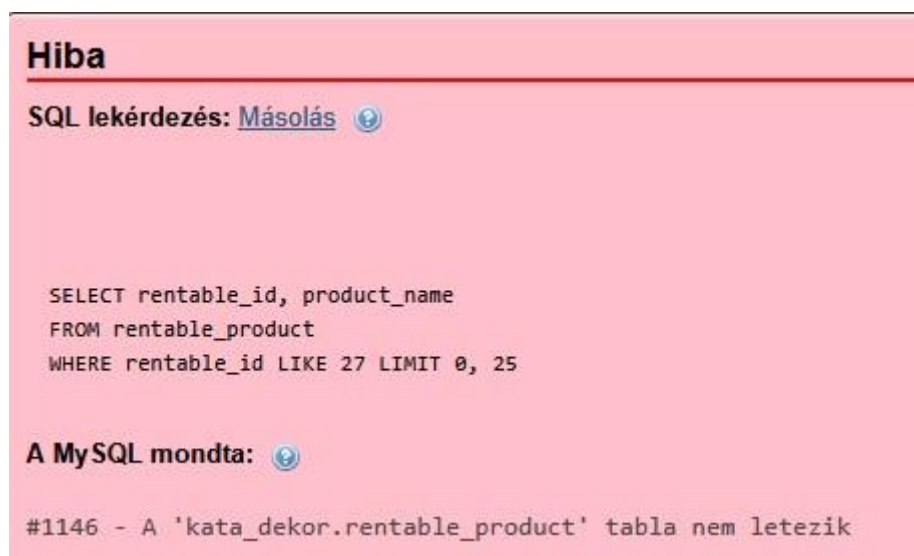 Hiba
SQL lekérdezés: Másolás
SELECT rentable_id, product_name
FROM rentable_product
WHERE rentable_id LIKE 27 LIMIT 0, 25
A MySQL mondta:
#1146 - A 'kata_dekor.rentable_product' tabla nem letezik